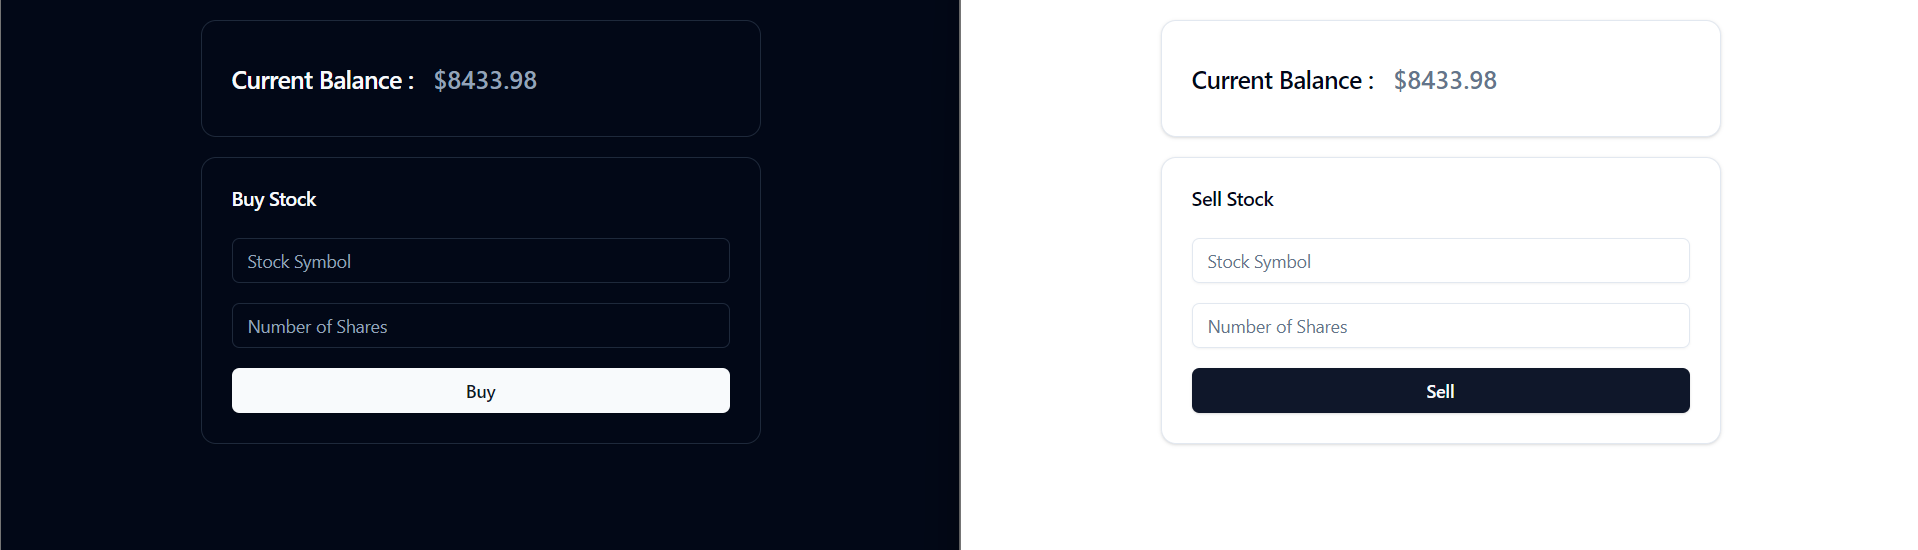 Current Balance : $8433.98
Buy Stock
Stock Symbol
Number of Shares
Buy
Current Balance : $8433.98
Sell Stock
Stock Symbol
Number of Shares
Sell